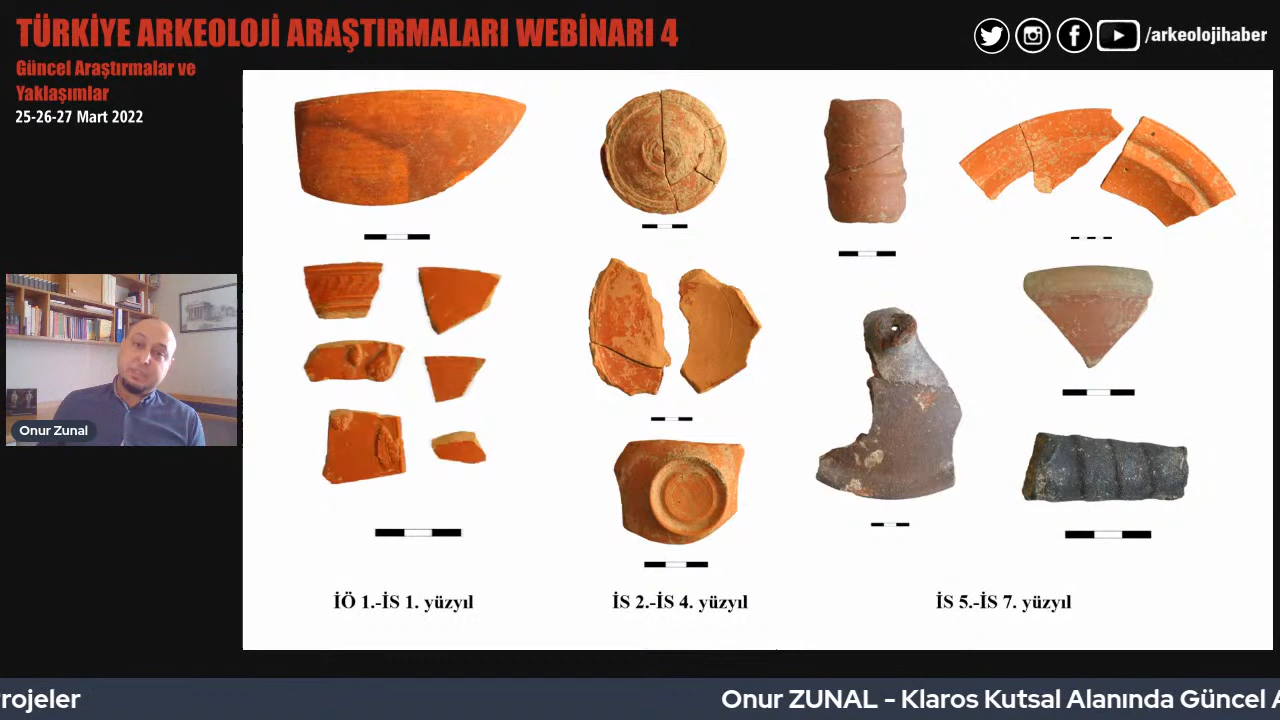 TÜRKİYE ARKEOLOJİ ARAŞTIRMALARI WEBİNARI 4
Güncel Araştırmalar ve
Yaklaşımlar
25-26-27 Mart 2022
/arkeolojihaber
Onur Zunal
İÖ 1.-İS 1. yüzyıl
İS 2.-İS 4. yüzyıl
İS 5.-İS 7. yüzyıl
rojeler
Onur ZUNAL - Klaros Kutsal Alanında Güncel A